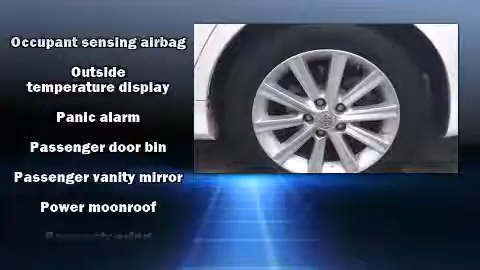 Occupant sensing airbag
Outside
temperature display
Panic alarm
Passenger door bin
Passenger vanity mirror
Power moonroof